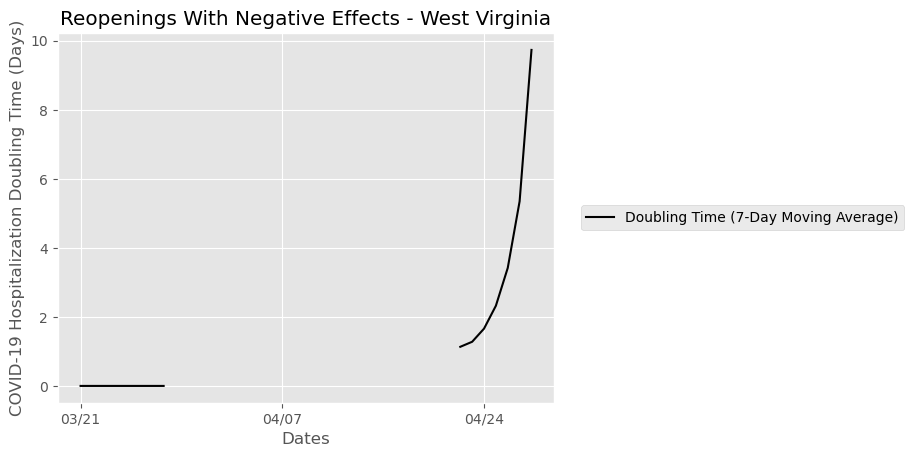 Reopenings With Negative Effects - West Virginia
COVID-19 Hospitalization Doubling Time (Days)
10
8
6
4
2
0
03/21
04/07
04/24
Dates
Doubling Time (7-Day Moving Average)